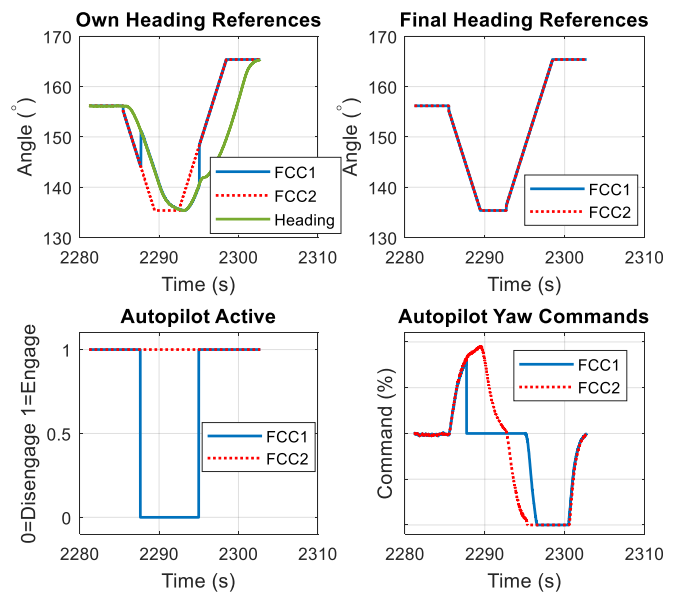 Own Heading References
Angle (°)
170
160
150
140
130
2280
2290
2300
2310
Time (s)
FCC1
FCC2
Heading
Final Heading References
Angle (°)
170
160
150
140
130
2280
2290
2300
2310
Time (s)
FCC1
FCC2
Autopilot Active
0=Disengage 1=Engage
1
0.5
0
2280
2290
2300
2310
Time (s)
FCC1
FCC2
Autopilot Yaw Commands
Command (%)
2280
2290
2300
2310
Time (s)
FCC1
FCC2